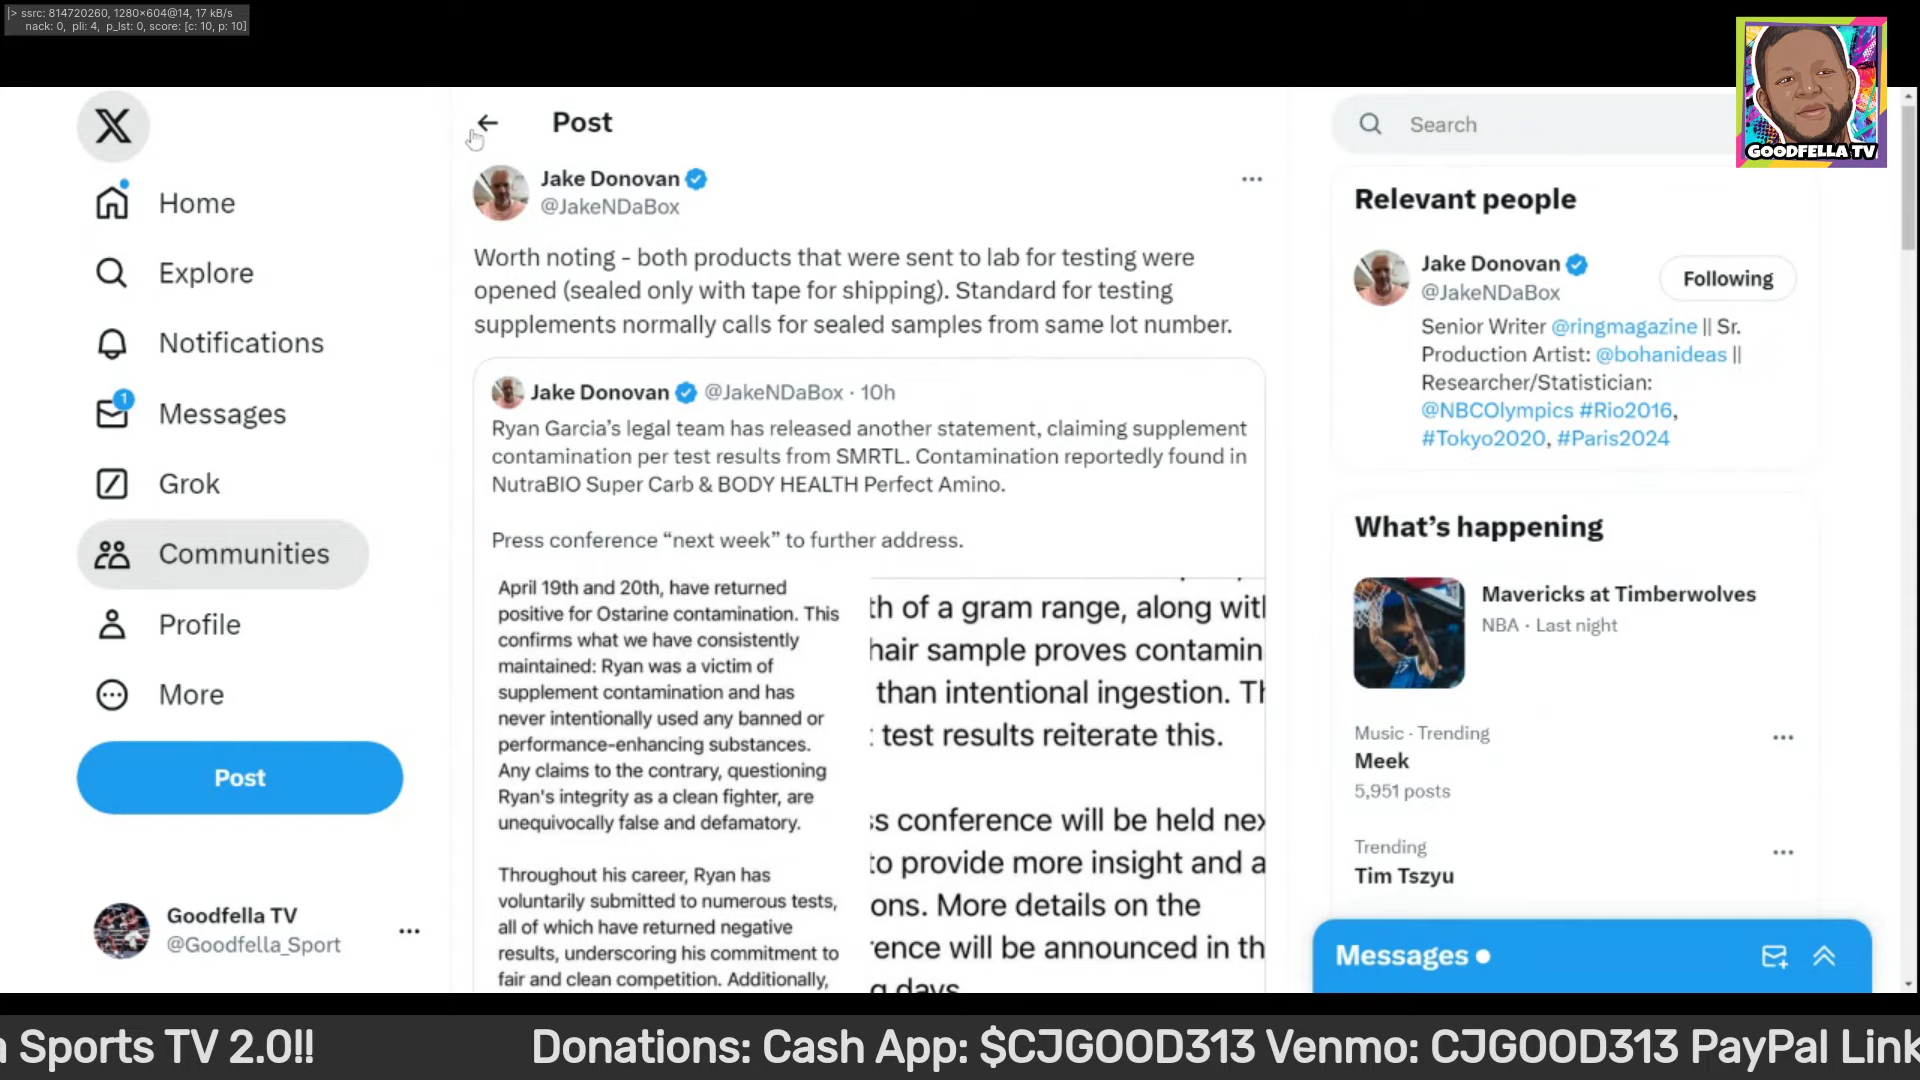 |> ssrc: 814720260, 1280×604@14, 17 kB/s
nack: 0, pli: 4, p_lst: 0, score: [c: 10, p: 10]
GOODFELLA TV
Home
Explore
Notifications
1
Messages
Grok
Communities
Profile
More
Post
Goodfella TV
@Goodfella_Sport
Post
Jake Donovan
@JakeNDaBox
Worth noting - both products that were sent to lab for testing were
opened (sealed only with tape for shipping). Standard for testing
supplements normally calls for sealed samples from same lot number.
Jake Donovan @JakeNDaBox · 10h
Ryan Garcia’s legal team has released another statement, claiming supplement
contamination per test results from SMRTL. Contamination reportedly found in
NutraBIO Super Carb & BODY HEALTH Perfect Amino.
Press conference “next week” to further address.
April 19th and 20th, have returned
positive for Ostarine contamination. This
confirms what we have consistently
maintained: Ryan was a victim of
supplement contamination and has
never intentionally used any banned or
performance-enhancing substances.
Any claims to the contrary, questioning
Ryan's integrity as a clean fighter, are
unequivocally false and defamatory.
Throughout his career, Ryan has
voluntarily submitted to numerous tests,
all of which have returned negative
results, underscoring his commitment to
fair and clean competition. Additionally,
th of a gram range, along with
hair sample proves contamin
than intentional ingestion. Th
test results reiterate this.
ss conference will be held nex
to provide more insight and a
ons. More details on the
rence will be announced in th
g days.
Search
Relevant people
Jake Donovan
@JakeNDaBox
Following
Senior Writer @ringmagazine || Sr.
Production Artist: @bohanideas ||
Researcher/Statistician:
@NBCOlympics #Rio2016,
#Tokyo2020, #Paris2024
What’s happening
Mavericks at Timberwolves
NBA · Last night
Music · Trending
Meek
5,951 posts
Trending
Tim Tszyu
Messages
a Sports TV 2.0!! Donations: Cash App: $CJGOOD313 Venmo: CJGOOD313 PayPal Link